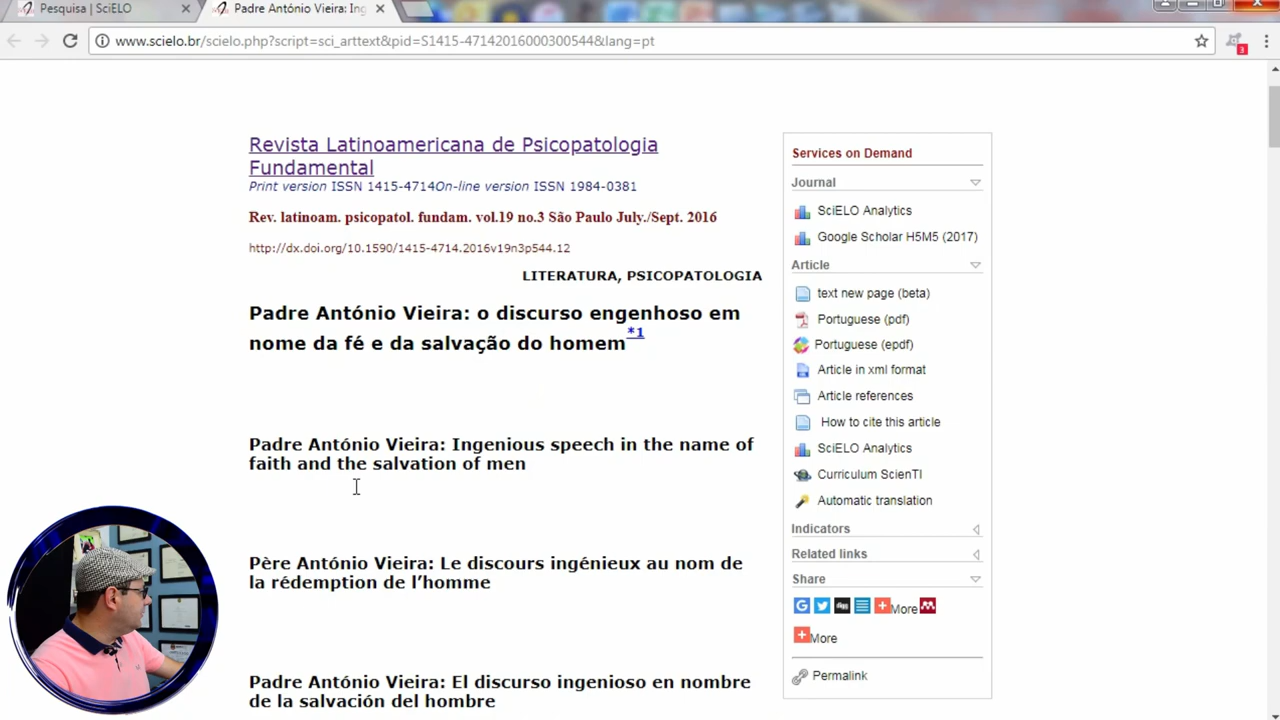 Pesquisa | SciELO
Padre António Vieira: Ing
www.scielo.br/scielo.php?script=sci_arttext&pid=S1415-47142016000300544&lang=pt
3
Revista Latinoamericana de Psicopatologia
Fundamental
Print version ISSN 1415-4714On-line version ISSN 1984-0381
Rev. latinoam. psicopatol. fundam. vol.19 no.3 São Paulo July./Sept. 2016
http://dx.doi.org/10.1590/1415-4714.2016v19n3p544.12
LITERATURA, PSICOPATOLOGIA
Padre António Vieira: o discurso engenhoso em
nome da fé e da salvação do homem*1
Padre António Vieira: Ingenious speech in the name of
faith and the salvation of men
Père António Vieira: Le discours ingénieux au nom de
la rédemption de l’homme
Padre António Vieira: El discurso ingenioso en nombre
de la salvación del hombre
Services on Demand
Journal
SciELO Analytics
Google Scholar H5M5 (2017)
Article
text new page (beta)
Portuguese (pdf)
Portuguese (epdf)
Article in xml format
Article references
How to cite this article
SciELO Analytics
Curriculum ScienTI
Automatic translation
Indicators
Related links
Share
More
More
Permalink